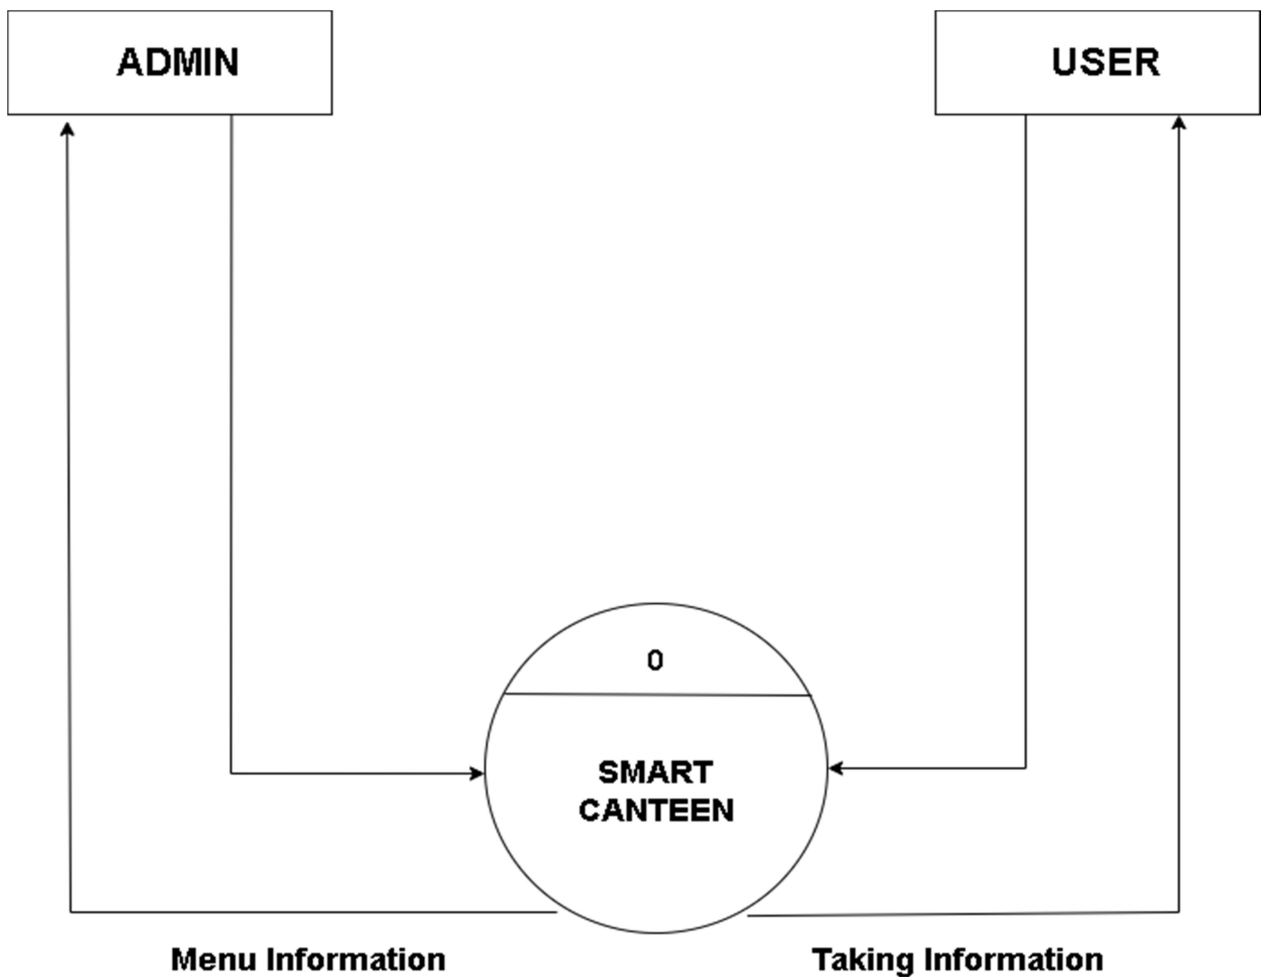 ADMIN
USER
0
SMART
CANTEEN
Menu Information
Taking Information